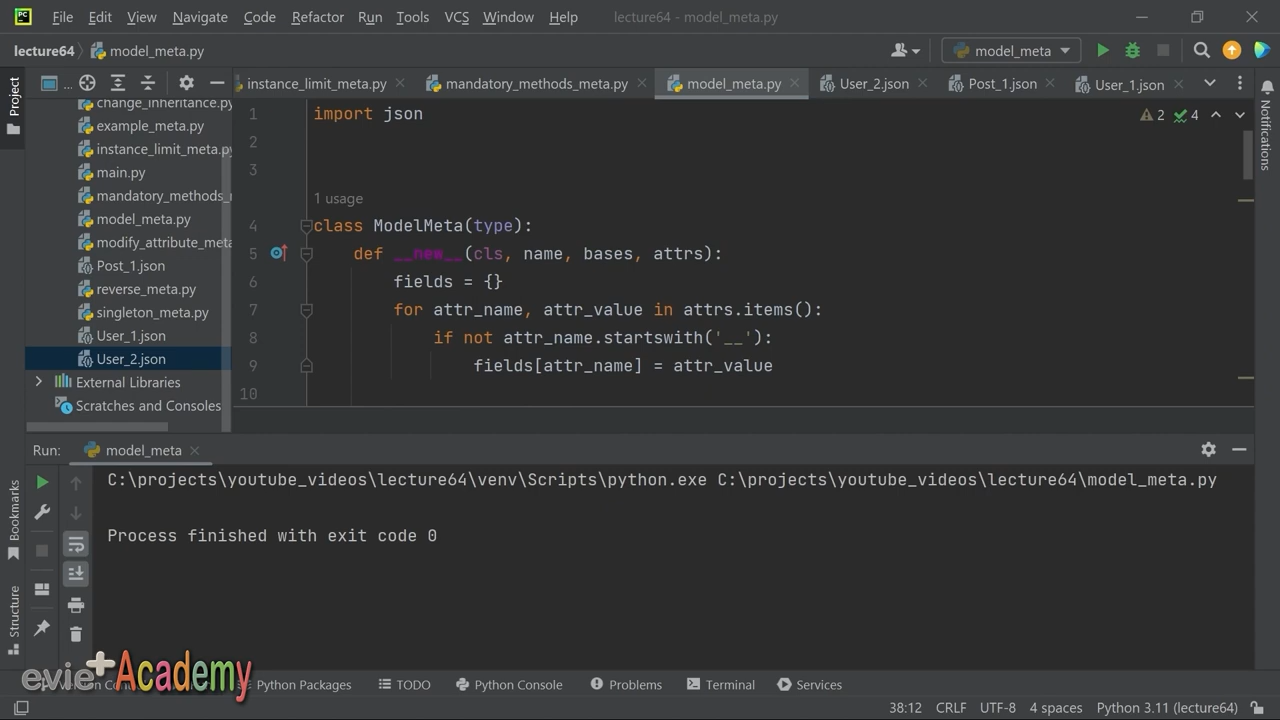 PC File Edit View Navigate Code Refactor Run Tools VCS Window Help lecture64 - model_meta.py
lecture64 model_meta.py model_meta
Project
... instance_limit_meta.py mandatory_methods_meta.py model_meta.py User_2.json Post_1.json User_1.json
Notifications
change_inheritance.py
example_meta.py
instance_limit_meta.py
main.py
mandatory_methods_
model_meta.py
modify_attribute_meta
Post_1.json
reverse_meta.py
singleton_meta.py
User_1.json
User_2.json
External Libraries
Scratches and Consoles
2 4
1 import json
2
3
1 usage
4 class ModelMeta(type):
5 def __new__(cls, name, bases, attrs):
6 fields = {}
7 for attr_name, attr_value in attrs.items():
8 if not attr_name.startswith('__'):
9 fields[attr_name] = attr_value
10
Run: model_meta
C:\projects\youtube_videos\lecture64\venv\Scripts\python.exe C:\projects\youtube_videos\lecture64\model_meta.py
Process finished with exit code 0
Bookmarks
Structure
evie+Academy
Python Packages TODO Python Console Problems Terminal Services
38:12 CRLF UTF-8 4 spaces Python 3.11 (lecture64)